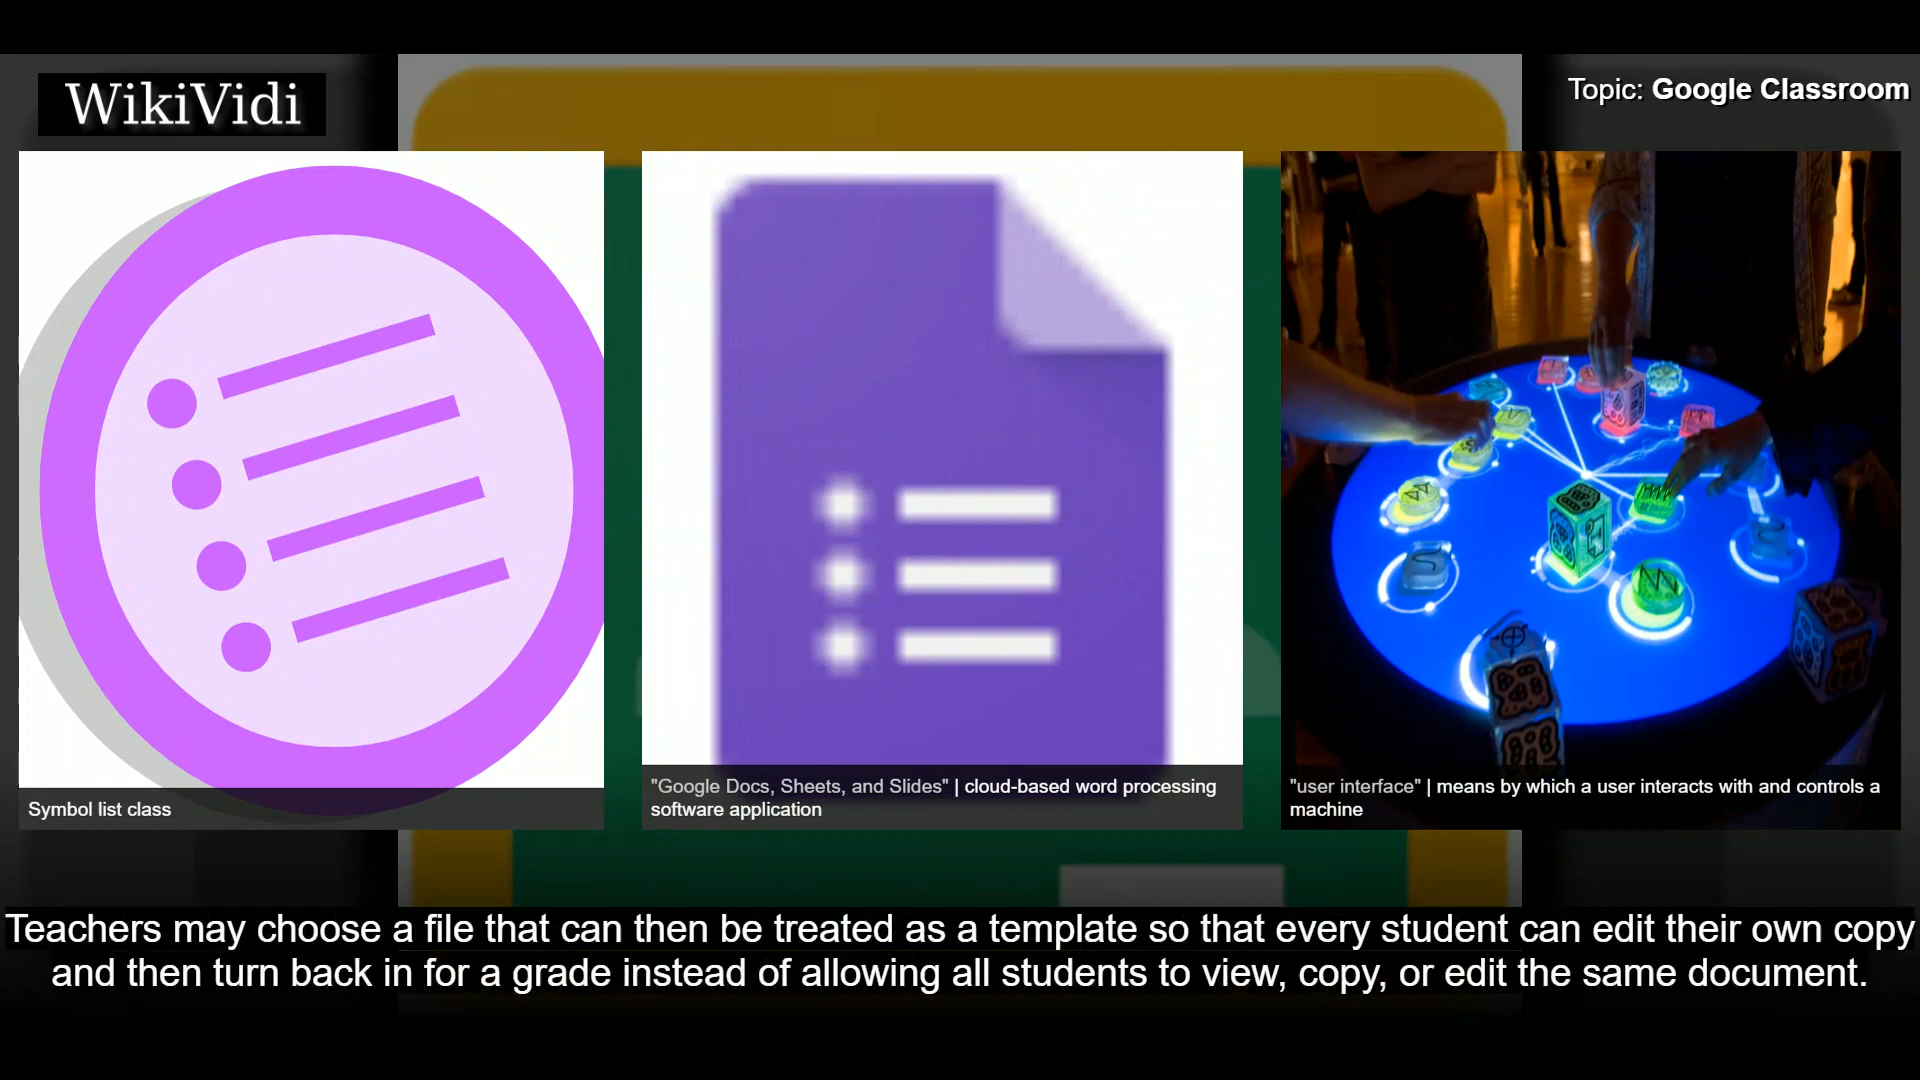 WikiVidi
Topic: Google Classroom
Symbol list class
"Google Docs, Sheets, and Slides" | cloud-based word processing
software application
"user interface" | means by which a user interacts with and controls a
machine
Teachers may choose a file that can then be treated as a template so that every student can edit their own copy
and then turn back in for a grade instead of allowing all students to view, copy, or edit the same document.